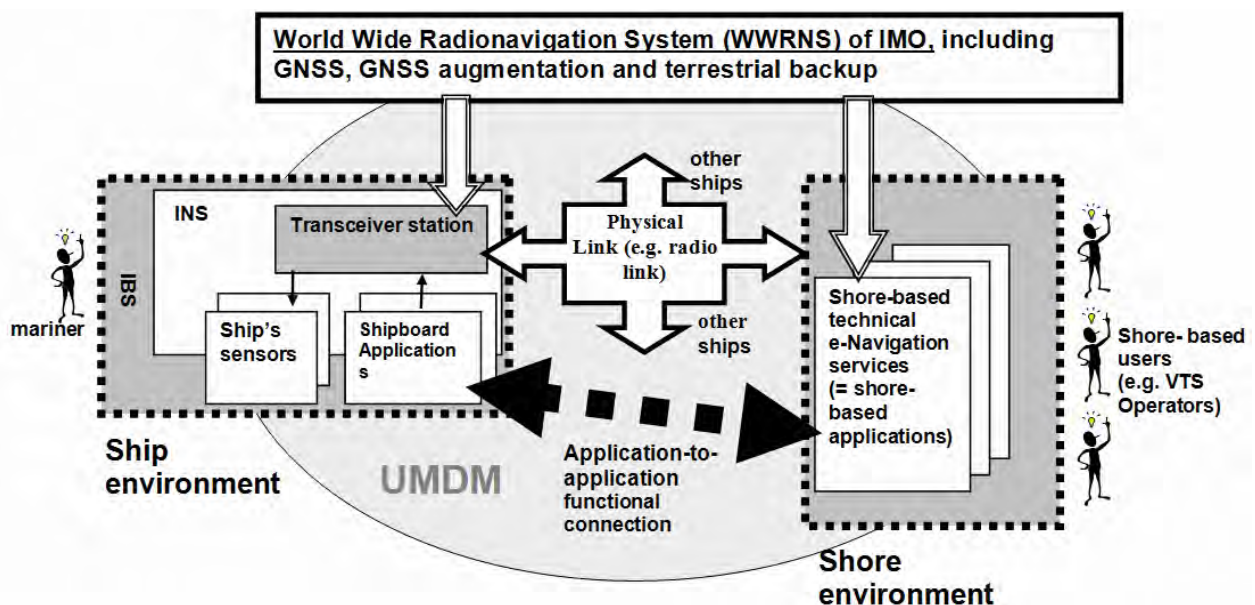 World Wide Radionavigation System (WWRNS) of IMO, including
GNSS, GNSS augmentation and terrestrial backup
other
ships
INS
Transceiver station
Physical
Link (e.g. radio
link)
IBS
mariner
Ship's
sensors
Shipboard
Application
s
other
ships
Shore-based
technical
e-Navigation
services
(= shore-
based
applications)
Shore- based
users
(e.g. VTS
Operators)
Ship
environment
UMDM
Application-to-
application
functional
connection
Shore
environment